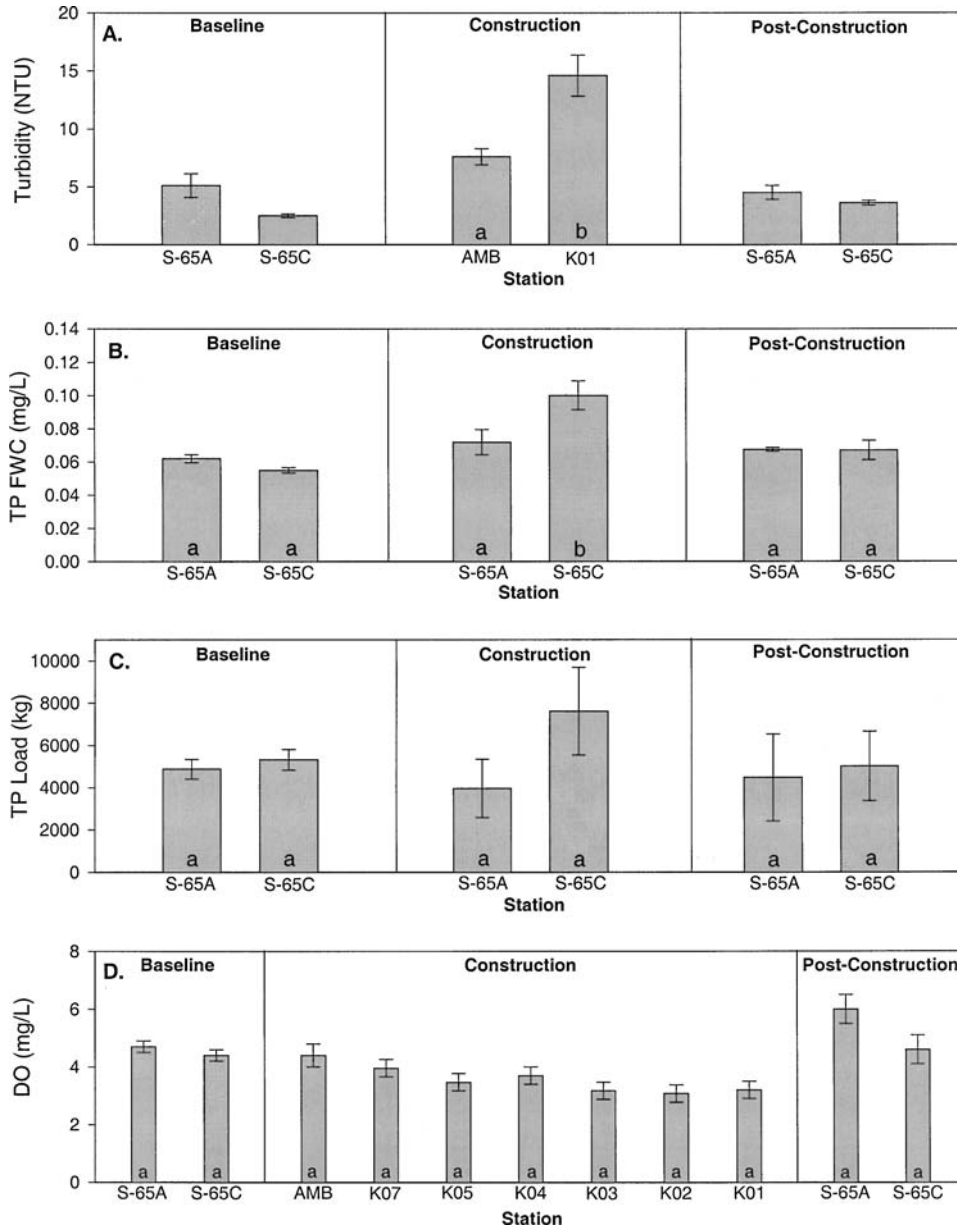 A.
Baseline
Construction
Post-Construction
Turbidity (NTU)
20
15
10
5
0
a
b
S-65A
S-65C
AMB
K01
S-65A
S-65C
Station
B.
Baseline
Construction
Post-Construction
TP FWC (mg/L)
0.14
0.12
0.10
0.08
0.06
0.04
0.02
0.00
a
a
a
b
a
a
S-65A
S-65C
S-65A
S-65C
S-65A
S-65C
Station
C.
Baseline
Construction
Post-Construction
TP Load (kg)
10000
8000
6000
4000
2000
0
a
a
a
a
a
a
S-65A
S-65C
S-65A
S-65C
S-65A
S-65C
Station
D.
Baseline
Construction
Post-Construction
DO (mg/L)
8
6
4
2
0
a
a
a
a
a
a
a
a
a
a
a
S-65A
S-65C
AMB
K07
K05
K04
K03
K02
K01
S-65A
S-65C
Station